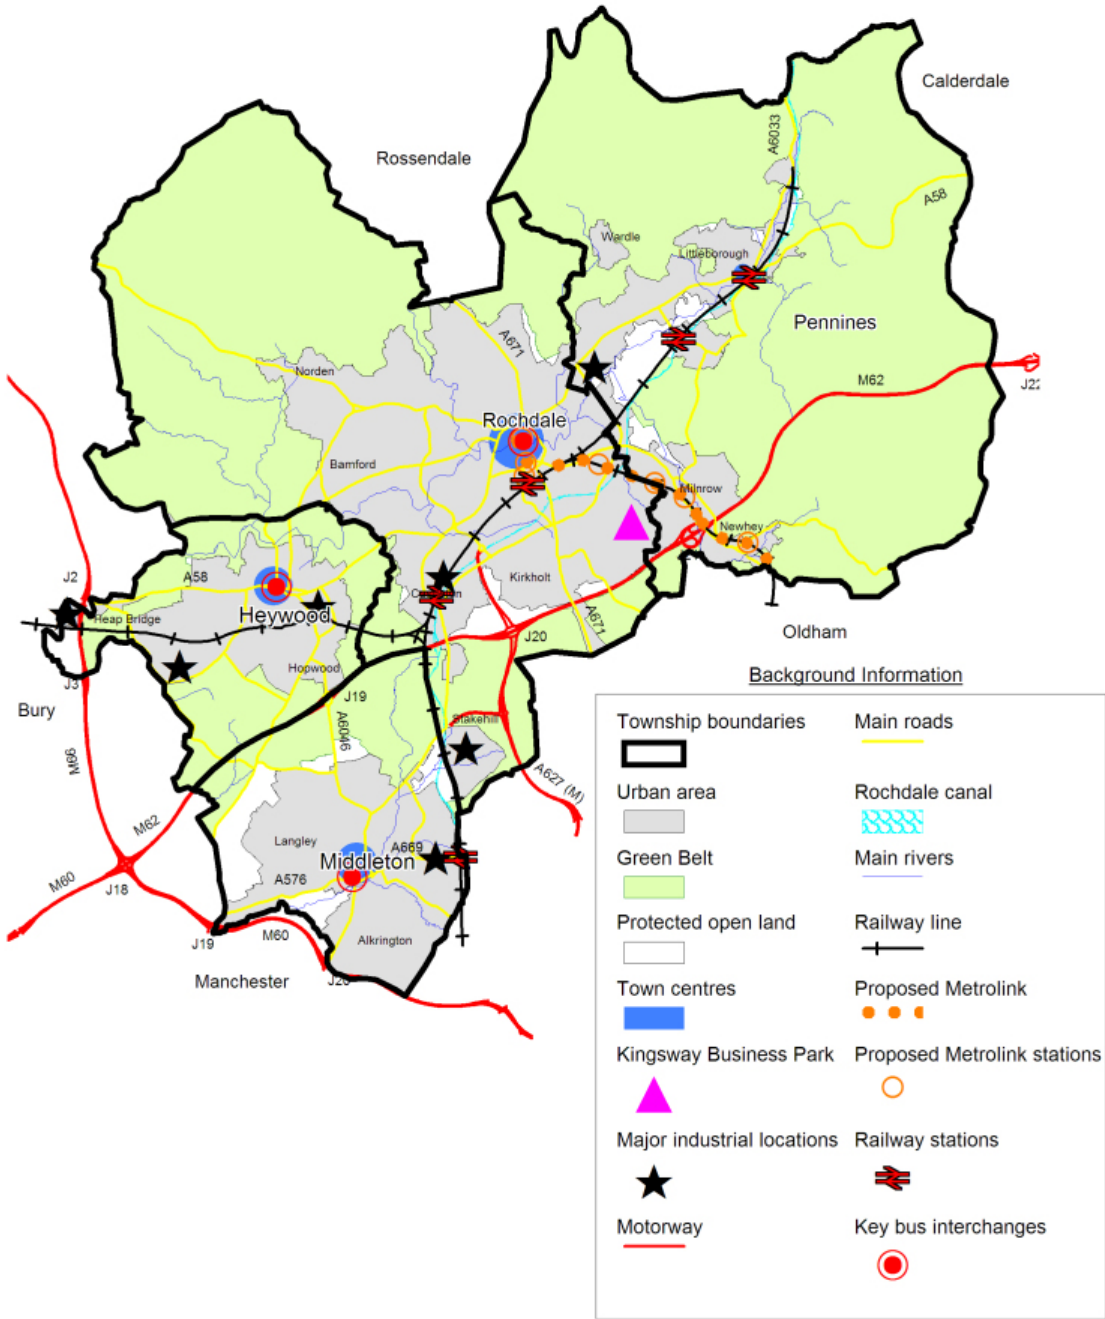 Calderdale
Rossendale
A6033
A58
Wardle
Littleborough
Pennines
A671
M62
J22
Norden
Rochdale
Bamford
Milnrow
Newhey
J2
A58
Kirkholt
Heap Bridge
Heywood
A671
J20
Oldham
Hopwood
J3
J19
Bury
A6046
Stakehill
M66
A627 (M)
M62
Langley
A669
Middleton
M60
J18
A576
J19
M60
Alkrington
Manchester
J20
Background Information
Township boundaries
Main roads
Urban area
Rochdale canal
Green Belt
Main rivers
Protected open land
Railway line
Town centres
Proposed Metrolink
Kingsway Business Park
Proposed Metrolink stations
Major industrial locations
Railway stations
Motorway
Key bus interchanges